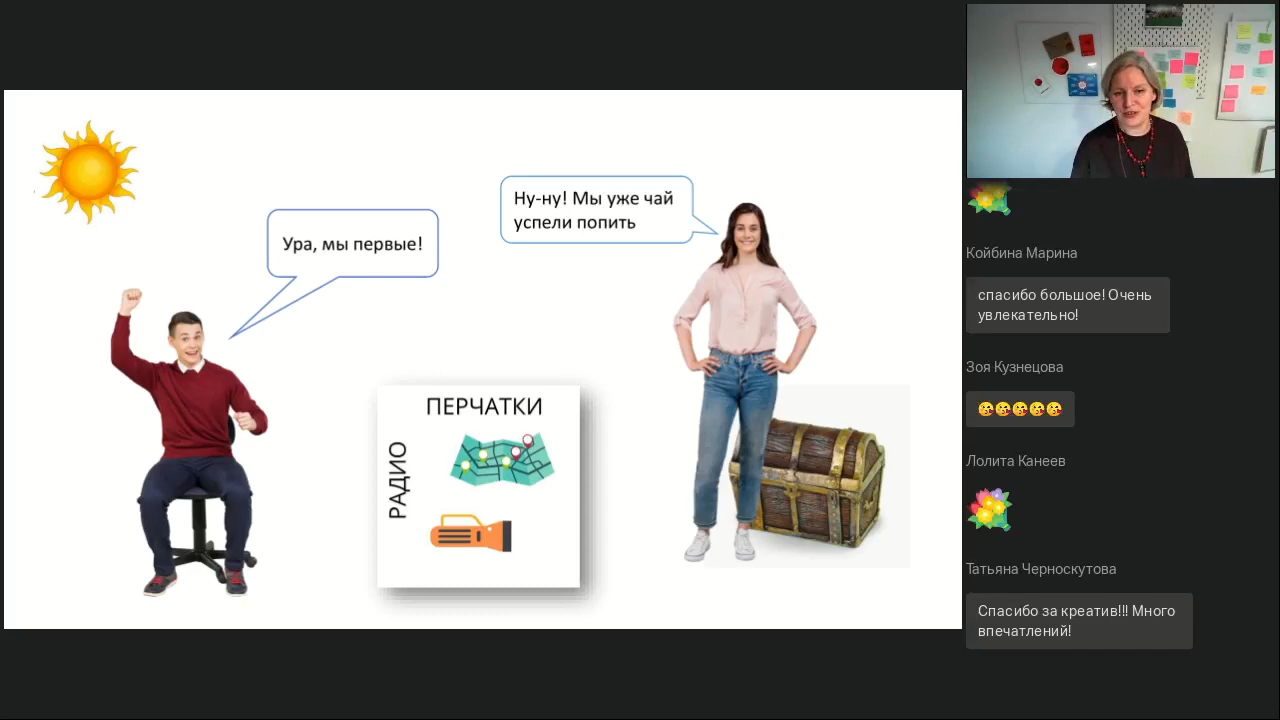 Ура, мы первые!
Ну-ну! Мы уже чай
успели попить
ПЕРЧАТКИ
РАДИО
Койбина Марина
спасибо большое! Очень
увлекательно!
Зоя Кузнецова
Лолита Канеев
Татьяна Черноскутова
Спасибо за креатив!!! Много
впечатлений!